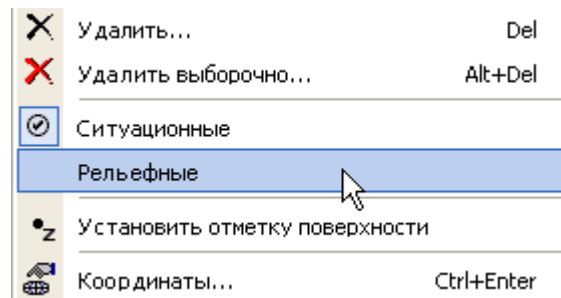 Удалить... Del
Удалить выборочно... Alt+Del
Ситуационные
Рельефные
Установить отметку поверхности
Координаты... Ctrl+Enter